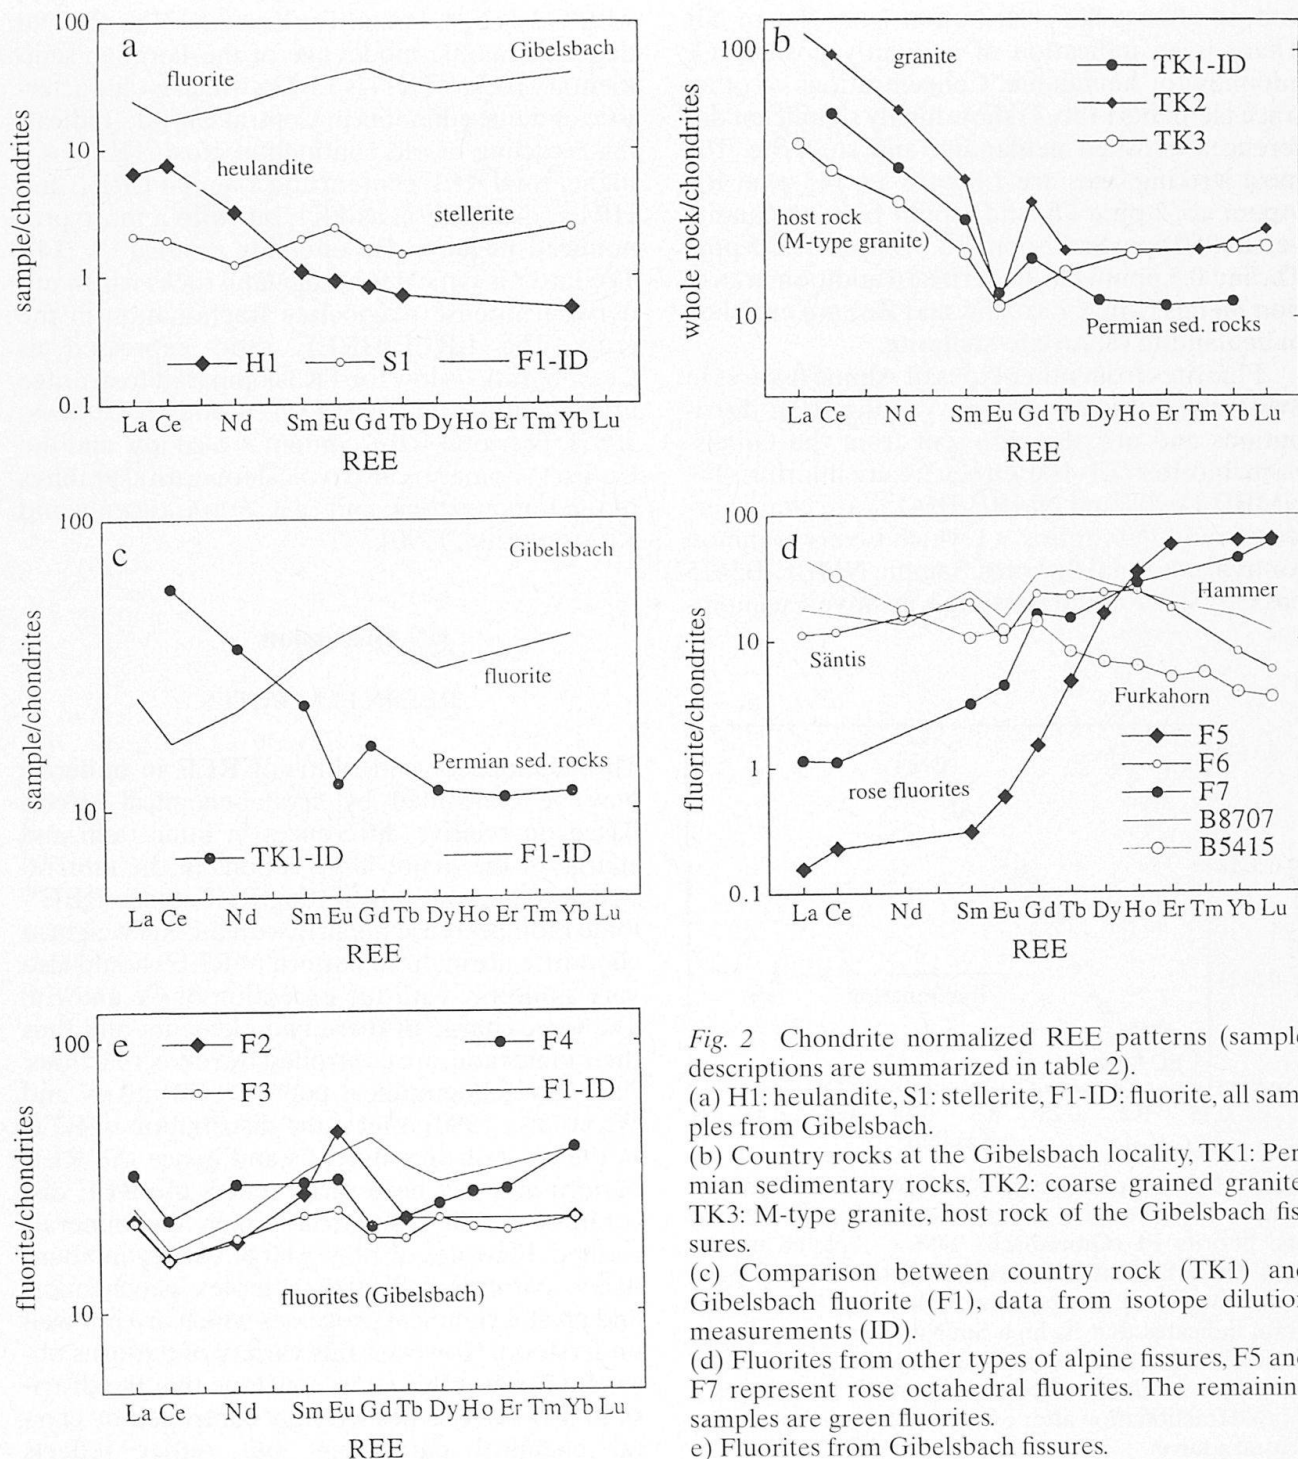 100
10
1
0.1
sample/chondrites
a
Gibelsbach
fluorite
heulandite
stellerite
H1
S1
F1-ID
La Ce Nd Sm Eu Gd Tb Dy Ho Er Tm Yb Lu
REE
100
10
whole rock/chondrites
b
granite
TK1-ID
TK2
TK3
host rock
(M-type granite)
Permian sed. rocks
La Ce Nd Sm Eu Gd Tb Dy Ho Er Tm Yb Lu
REE
100
10
sample/chondrites
c
Gibelsbach
fluorite
Permian sed. rocks
TK1-ID
F1-ID
La Ce Nd Sm Eu Gd Tb Dy Ho Er Tm Yb Lu
REE
100
10
1
0.1
fluorite/chondrites
d
Hammer
Säntis
Furkahorn
rose fluorites
F5
F6
F7
B8707
B5415
La Ce Nd Sm Eu Gd Tb Dy Ho Er Tm Yb Lu
REE
100
10
fluorite/chondrites
e
F2
F4
F3
F1-ID
fluorites (Gibelsbach)
La Ce Nd Sm Eu Gd Tb Dy Ho Er Tm Yb Lu
REE
Fig. 2 Chondrite normalized REE patterns (sample
descriptions are summarized in table 2).
(a) H1: heulandite, S1: stellerite, F1-ID: fluorite, all sam-
ples from Gibelsbach.
(b) Country rocks at the Gibelsbach locality, TK1: Per-
mian sedimentary rocks, TK2: coarse grained granite
TK3: M-type granite, host rock of the Gibelsbach fis-
sures.
(c) Comparison between country rock (TK1) and
Gibelsbach fluorite (F1), data from isotope dilution
measurements (ID).
(d) Fluorites from other types of alpine fissures, F5 and
F7 represent rose octahedral fluorites. The remainin
samples are green fluorites.
e) Fluorites from Gibelsbach fissures.